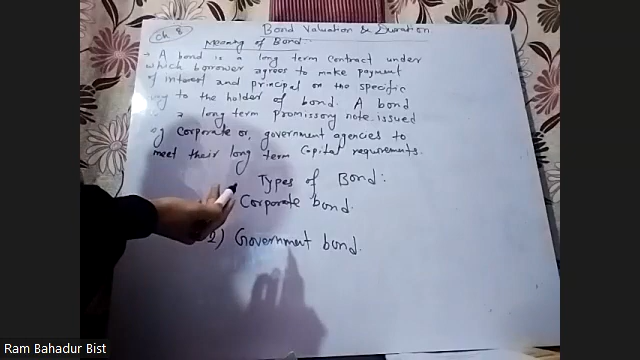 Ch 8
Bond Valuation & Duration
Meaning of Bond:
→ A bond is a long term contract under
which borrower agrees to make payment
of interest and principal on the specific
to the holder of bond. A bond
a long term promissory note issued
corporate or, government agencies to
meet their long term capital requirements.
Types of Bond:
Corporate bond.
2) Government bond.
Ram Bahadur Bist